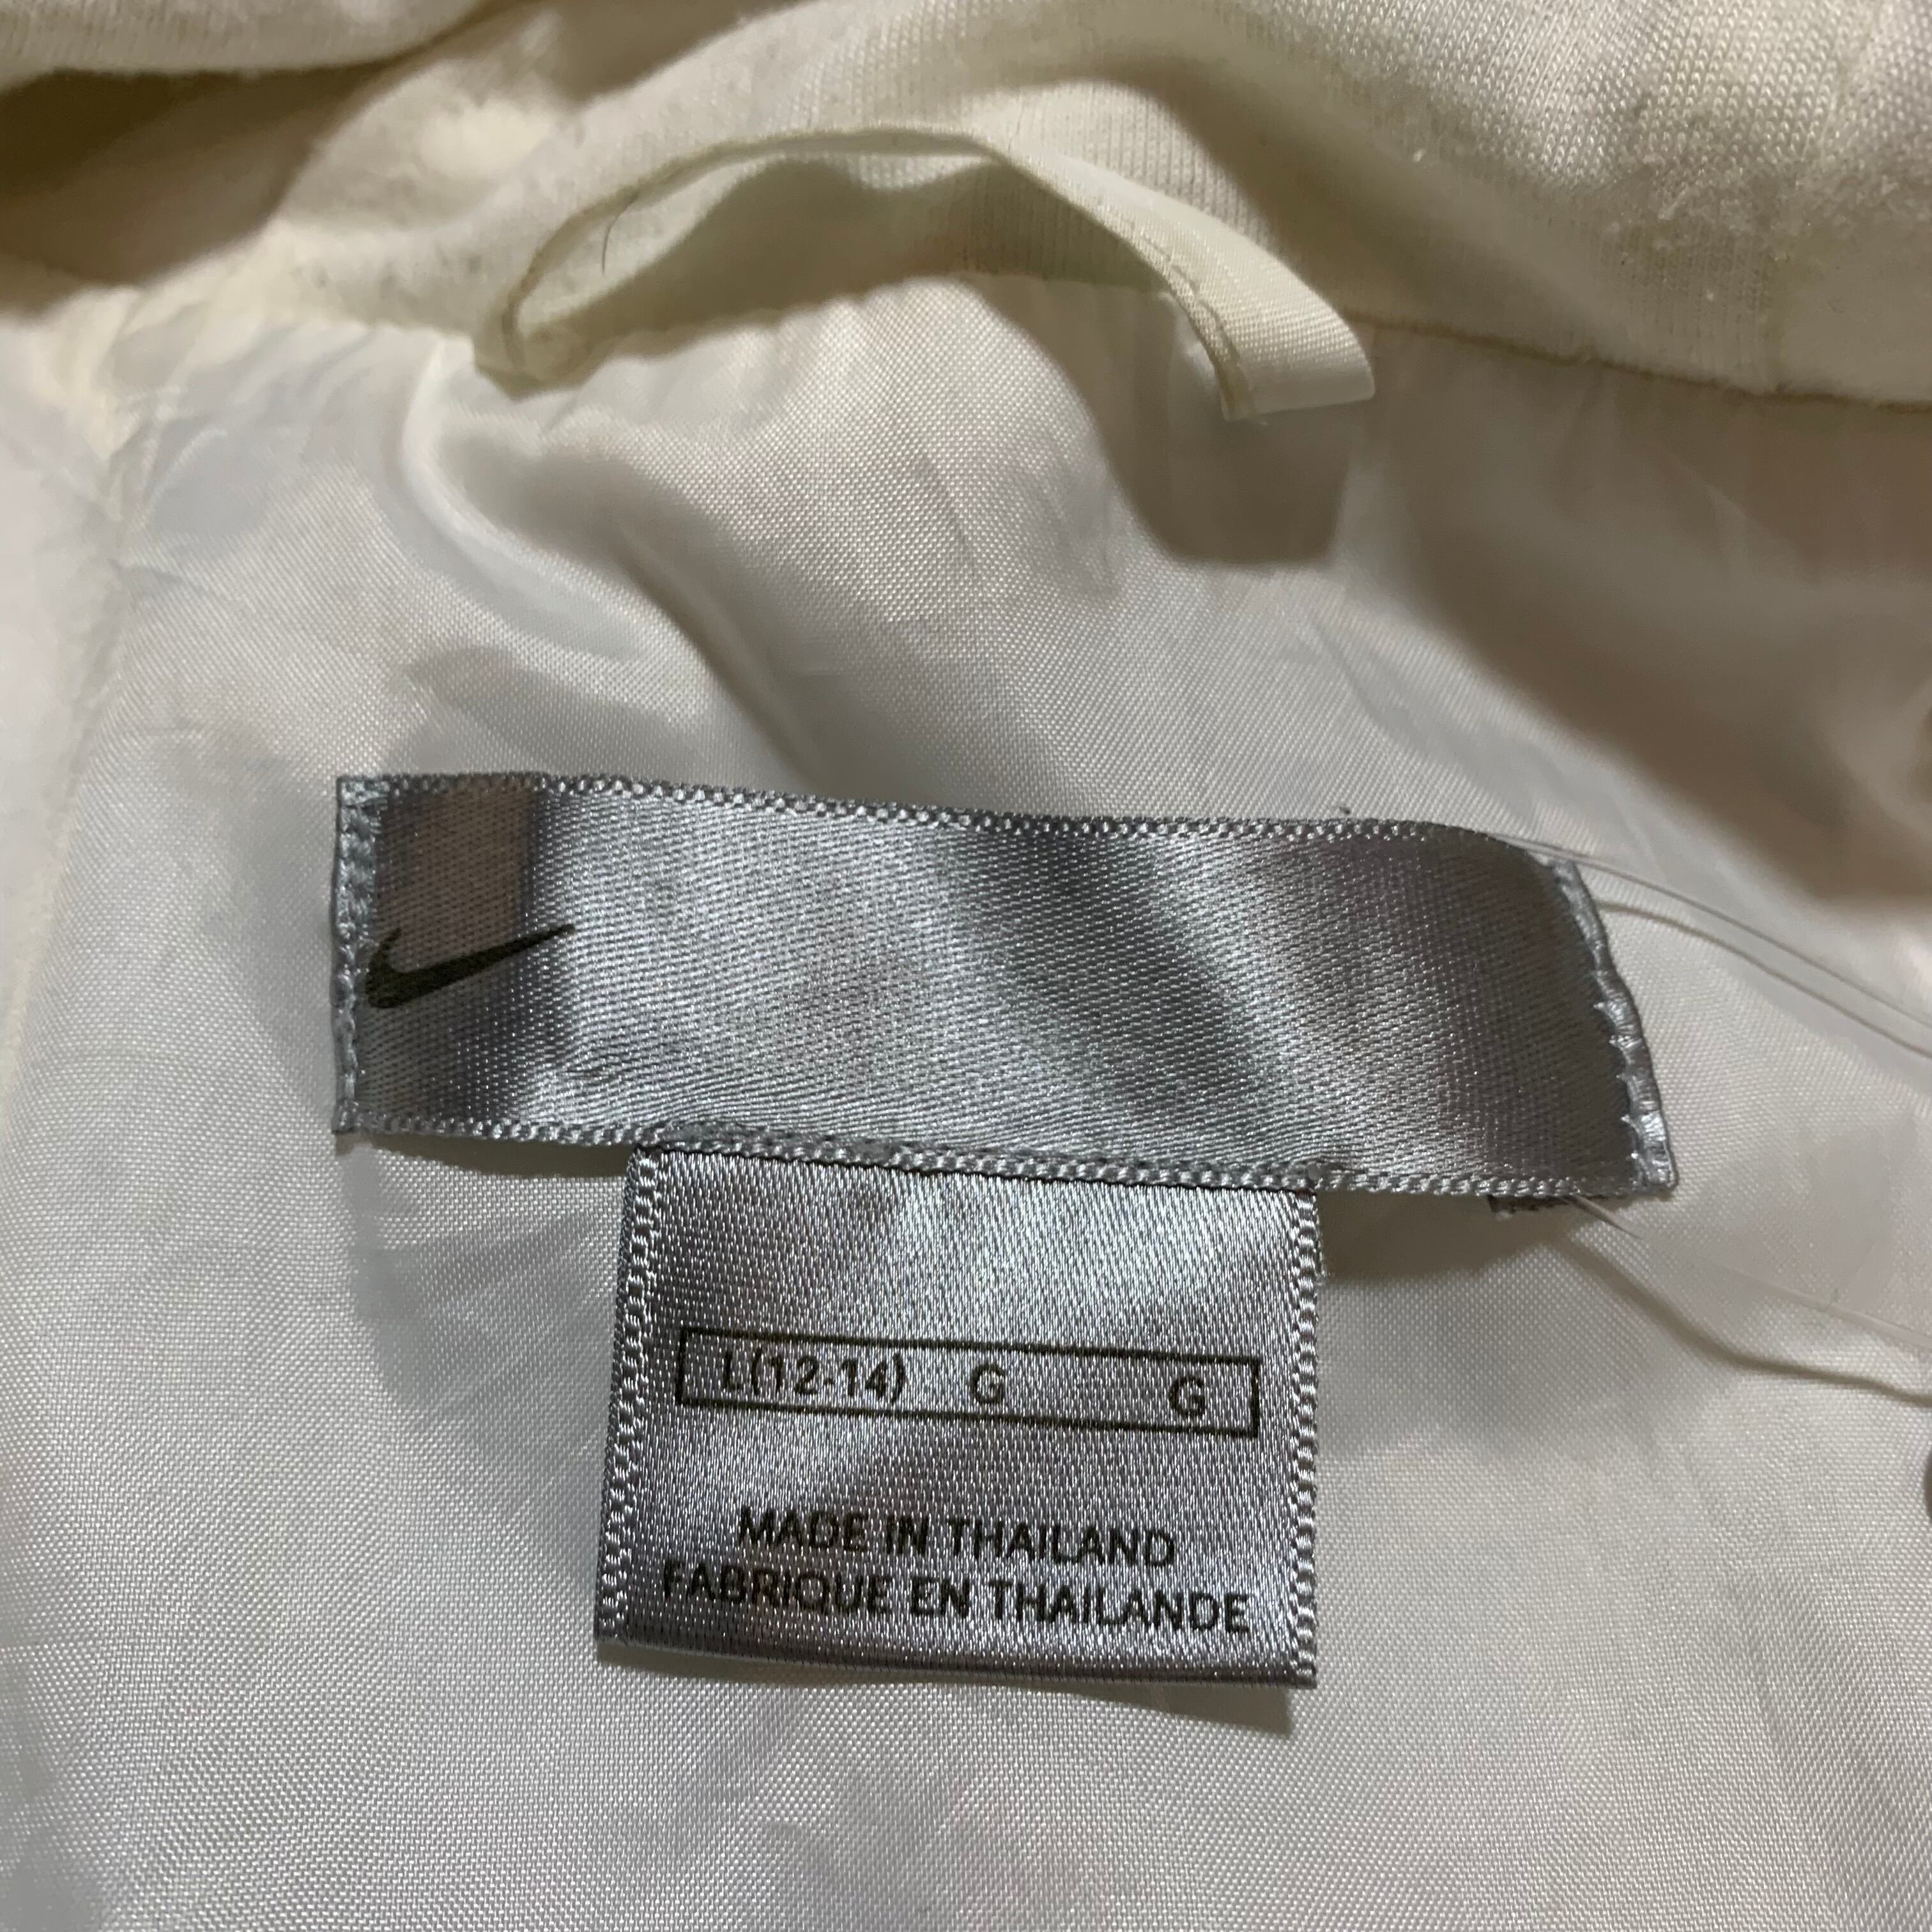 L(12-14) G G
MADE IN THAILAND
FABRIQUE EN THAILANDE